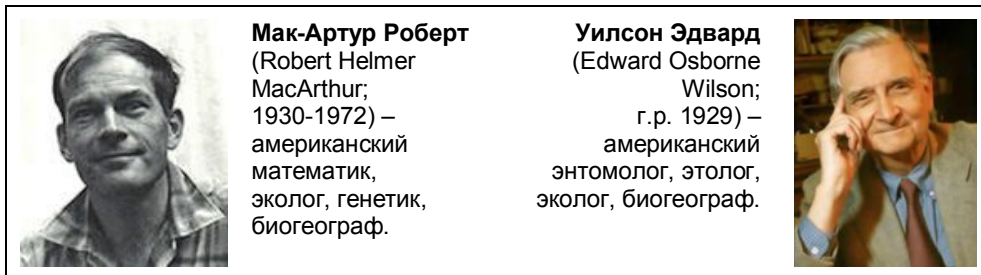 Мак-Артур Роберт
(Robert Helmer
MacArthur;
1930-1972) –
американский
математик,
эколог, генетик,
биогеограф.
Уилсон Эдвард
(Edward Osborne
Wilson;
г.р. 1929) –
американский
энтомолог, этолог,
эколог, биогеограф.